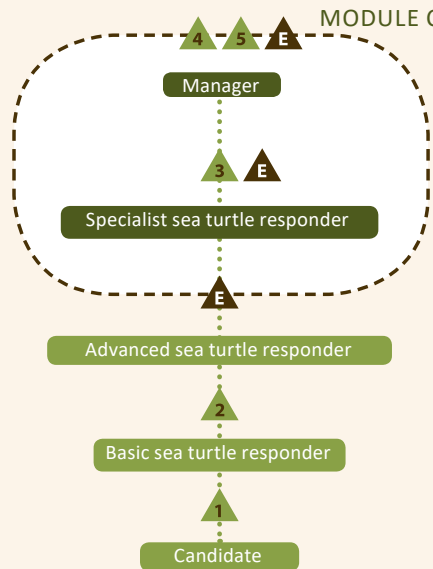 MODULE
4 5 E
Manager
3 E
Specialist sea turtle responder
E
Advanced sea turtle responder
2
Basic sea turtle responder
1
Candidate